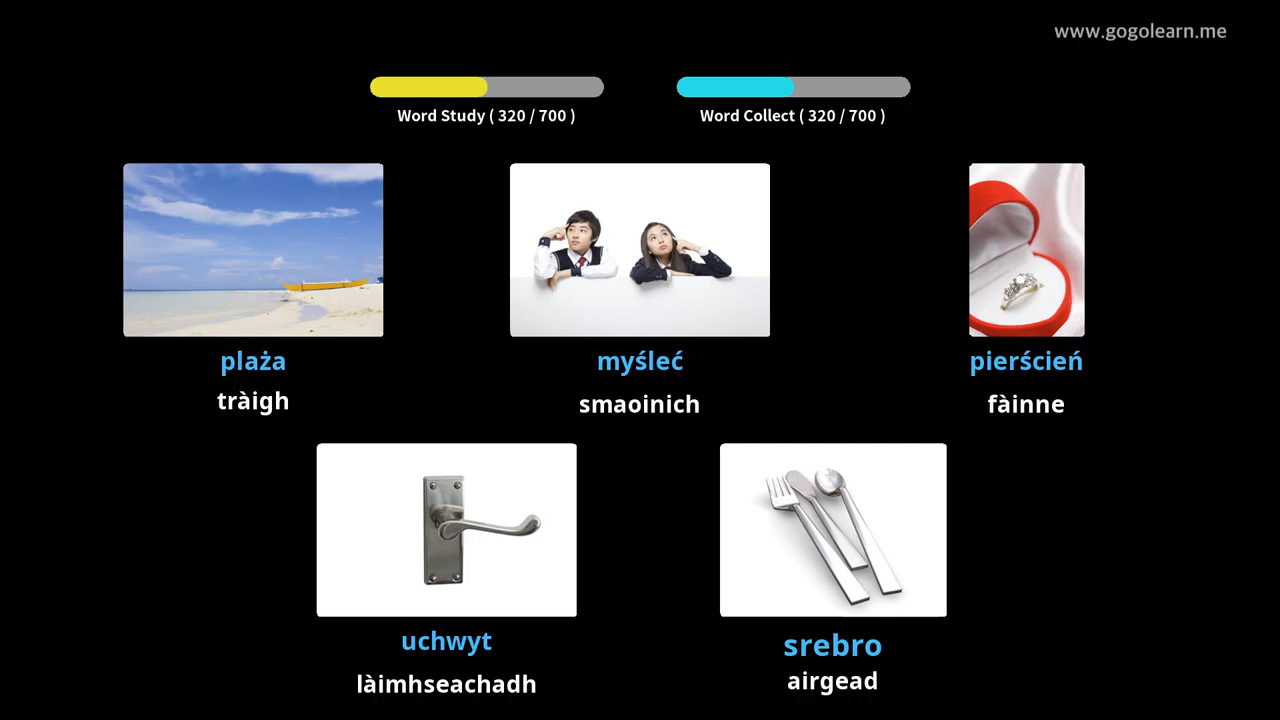 www.gogolearn.me
Word Study ( 320 / 700 )
Word Collect ( 320 / 700 )
plaża
tràigh
myśleć
smaoinich
pierścień
fàinne
uchwyt
làimhseachadh
srebro
airgead